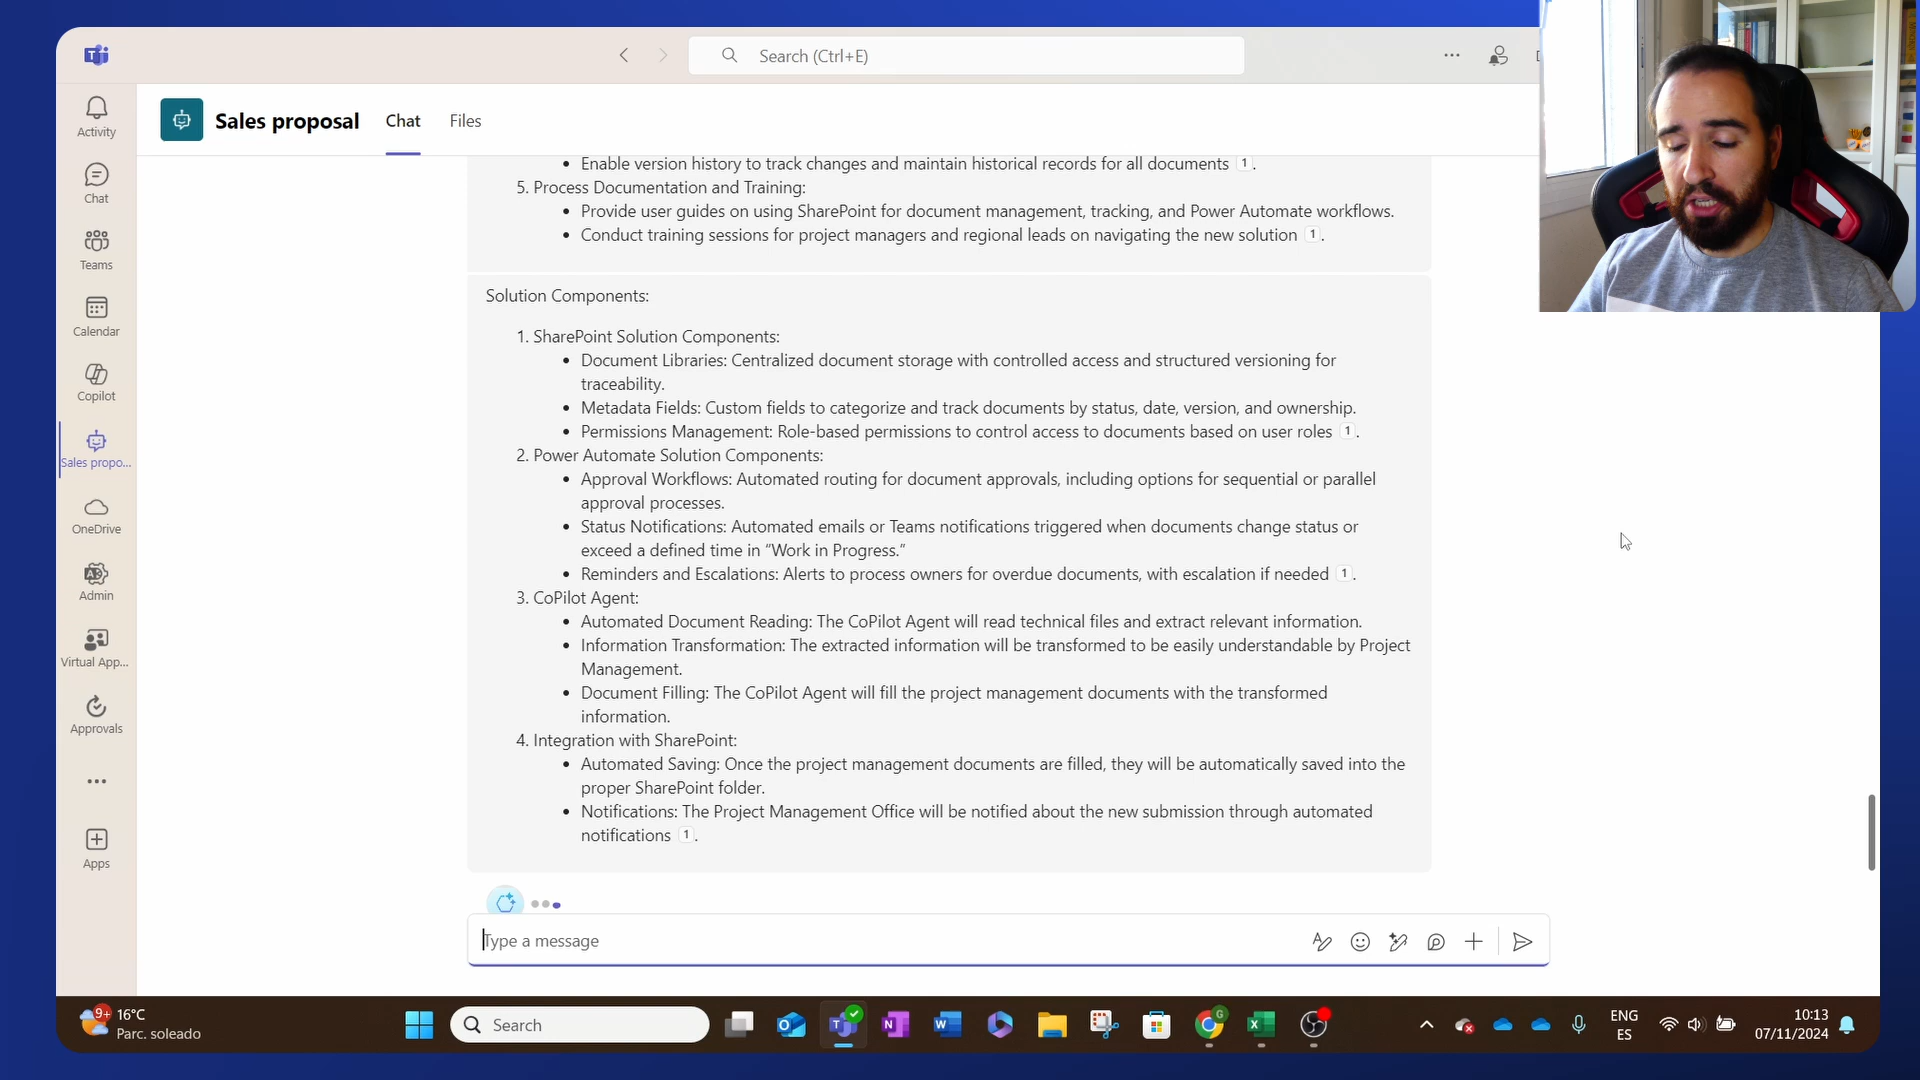 Search (Ctrl+E)
Activity
Chat
Teams
Calendar
Copilot
Sales propo...
OneDrive
Admin
Virtual App...
Approvals
Apps
Sales proposal
Chat
Files
• Enable version history to track changes and maintain historical records for all documents 1.
5. Process Documentation and Training:
• Provide user guides on using SharePoint for document management, tracking, and Power Automate workflows.
• Conduct training sessions for project managers and regional leads on navigating the new solution 1.
Solution Components:
1. SharePoint Solution Components:
• Document Libraries: Centralized document storage with controlled access and structured versioning for
traceability.
• Metadata Fields: Custom fields to categorize and track documents by status, date, version, and ownership.
• Permissions Management: Role-based permissions to control access to documents based on user roles 1.
2. Power Automate Solution Components:
• Approval Workflows: Automated routing for document approvals, including options for sequential or parallel
approval processes.
• Status Notifications: Automated emails or Teams notifications triggered when documents change status or
exceed a defined time in “Work in Progress.”
• Reminders and Escalations: Alerts to process owners for overdue documents, with escalation if needed 1.
3. CoPilot Agent:
• Automated Document Reading: The CoPilot Agent will read technical files and extract relevant information.
• Information Transformation: The extracted information will be transformed to be easily understandable by Project
Management.
• Document Filling: The CoPilot Agent will fill the project management documents with the transformed
information.
4. Integration with SharePoint:
• Automated Saving: Once the project management documents are filled, they will be automatically saved into the
proper SharePoint folder.
• Notifications: The Project Management Office will be notified about the new submission through automated
notifications 1.
Type a message
9+
16°C
Parc. soleado
Search
ENG
ES
10:13
07/11/2024